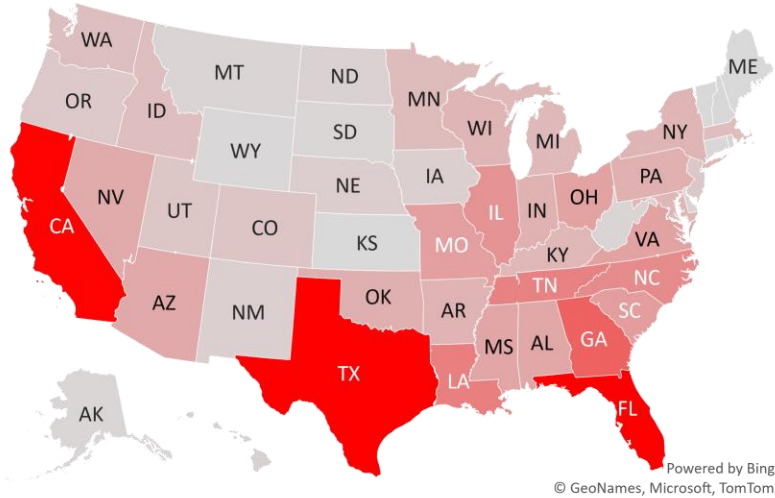 WA
MT
ND
ME
OR
ID
MN
SD
WI
MI
NY
WY
IA
NE
PA
NV
UT
CO
IL
IN
OH
CA
KS
MO
KY
VA
AZ
NM
OK
AR
TN
NC
SC
MS
AL
GA
TX
LA
FL
AK
Powered by Bing
© GeoNames, Microsoft, TomTom